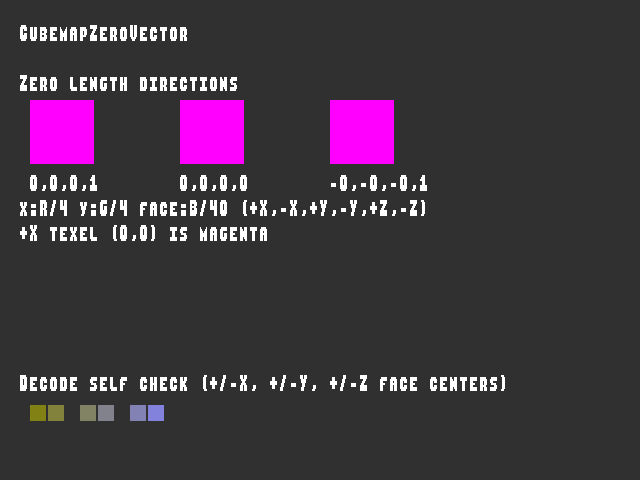 CubemapZeroVector
Zero length directions
0,0,0,1 0,0,0,0 -0,-0,-0,1
x:R/4 y:G/4 face:B/40 (+X,-X,+Y,-Y,+Z,-Z)
+X texel (0,0) is magenta
Decode self check (+/-X, +/-Y, +/-Z face centers)